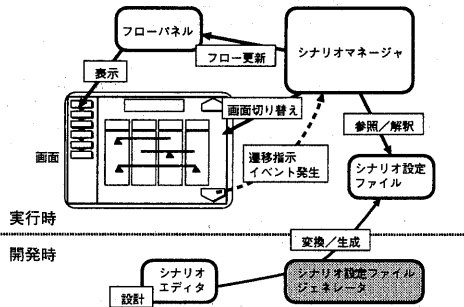 フローパネル
シナリオマネージャ
フロー更新
表示
画面切り替え
参照/解釈
画面
遷移指示
イベント発生
シナリオ設定
ファイル
実行時
開発時
変換/生成
シナリオ
エディタ
シナリオ設定ファイル
ジェネレータ
設計